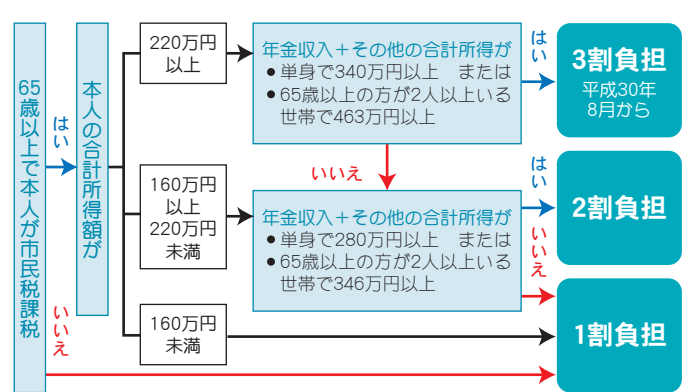 65歳以上で本人が市民税課税
はい
いいえ
本人の合計所得額が
220万円
以上
年金収入＋その他の合計所得が
●単身で340万円以上　または
●65歳以上の方が2人以上いる
世帯で463万円以上
はい
3割負担
平成30年
8月から
いいえ
160万円
以上
220万円
未満
年金収入＋その他の合計所得が
●単身で280万円以上　または
●65歳以上の方が2人以上いる
世帯で346万円以上
はい
2割負担
いいえ
160万円
未満
1割負担